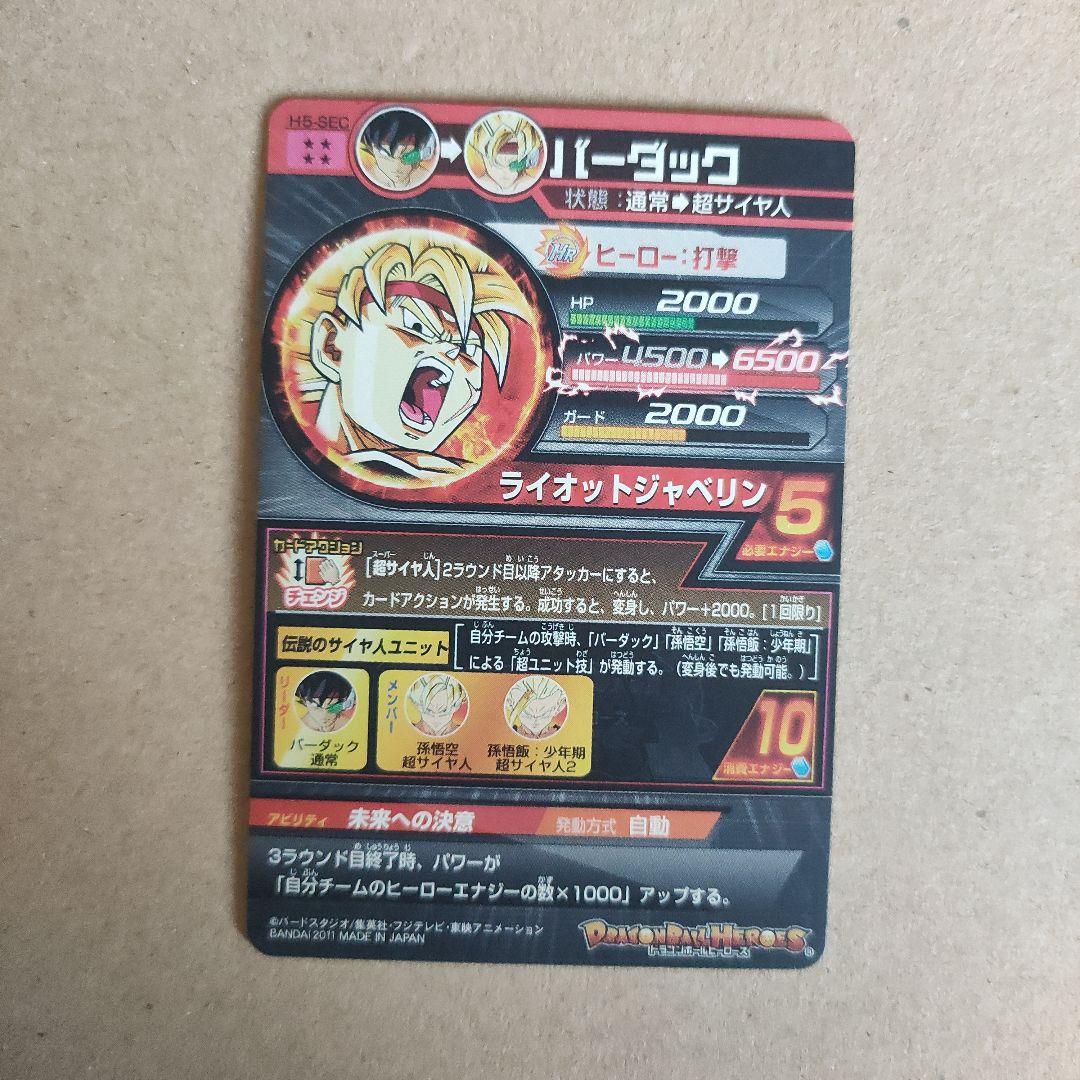 H5-SEC
バーダック
状態：通常➡超サイヤ人
HR
ヒーロー：打撃
HP 2000
パワー 4500➡6500
ガード 2000
ライオットジャベリン 5
必要エナジー
カードアクション
チェンジ
[超サイヤ人]2ラウンド目以降アタッカーにすると、
カードアクションが発生する。成功すると、変身し、パワー+2000。[1回限り]
伝説のサイヤ人ユニット
自分チームの攻撃時、「バーダック」「孫悟空」「孫悟飯：少年期」
による「超ユニット技」が発動する。（変身後でも発動可能。）
リーダー
バーダック
通常
メンバー
孫悟空
超サイヤ人
孫悟飯：少年期
超サイヤ人2
10
消費エナジー
アビリティ 未来への決意 発動方式 自動
3ラウンド目終了時、パワーが
「自分チームのヒーローエナジーの数×1000」アップする。
©バードスタジオ/集英社・フジテレビ・東映アニメーション
BANDAI 2011 MADE IN JAPAN
DRAGONBALL HEROES
ドラゴンボールヒーローズ